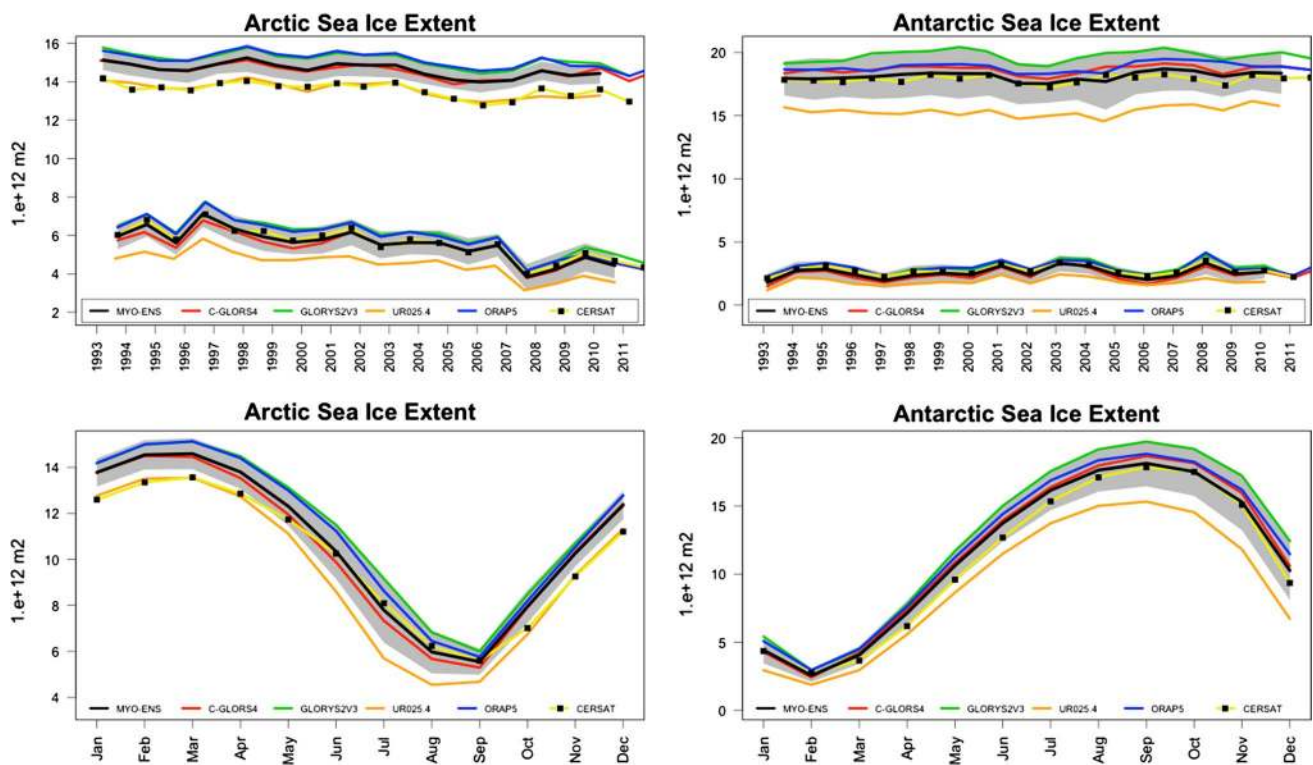 Arctic Sea Ice Extent
16
14
12
10
8
6
4
2
1.e+12 m2
MYO-ENS C-GLORS4 GLORYS2V3 UR025.4 ORAP5 CERSAT
1993 1994 1995 1996 1997 1998 1999 2000 2001 2002 2003 2004 2005 2006 2007 2008 2009 2010 2011
Antarctic Sea Ice Extent
20
15
10
5
0
1.e+12 m2
MYO-ENS C-GLORS4 GLORYS2V3 UR025.4 ORAP5 CERSAT
1993 1994 1995 1996 1997 1998 1999 2000 2001 2002 2003 2004 2005 2006 2007 2008 2009 2010 2011
Arctic Sea Ice Extent
14
12
10
8
6
4
1.e+12 m2
MYO-ENS C-GLORS4 GLORYS2V3 UR025.4 ORAP5 CERSAT
Jan Feb Mar Apr May Jun Jul Aug Sep Oct Nov Dec
Antarctic Sea Ice Extent
20
15
10
5
0
1.e+12 m2
MYO-ENS C-GLORS4 GLORYS2V3 UR025.4 ORAP5 CERSAT
Jan Feb Mar Apr May Jun Jul Aug Sep Oct Nov Dec